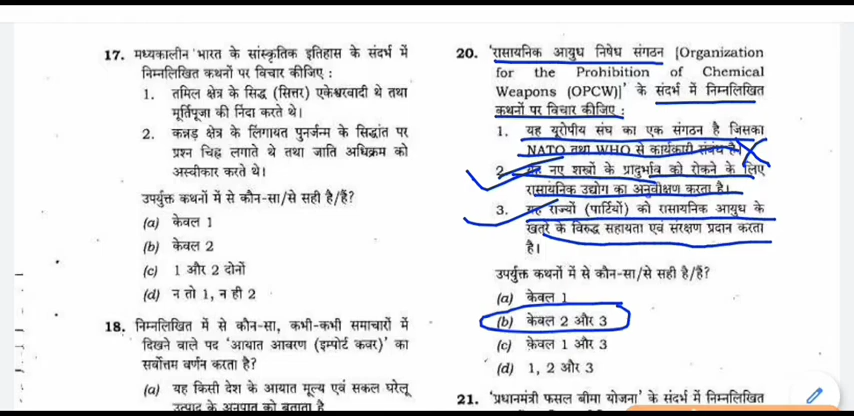 17. मध्यकालीन भारत के सांस्कृतिक इतिहास के संदर्भ में
निम्नलिखित कथनों पर विचार कीजिए :
1. तमिल क्षेत्र के सिद्ध (सित्तर) एकेश्वरवादी थे तथा
मूर्तिपूजा की निंदा करते थे।
2. कन्नड़ क्षेत्र के लिंगायत पुनर्जन्म के सिद्धांत पर
प्रश्न चिह्न लगाते थे तथा जाति अधिक्रम को
अस्वीकार करते थे।
उपर्युक्त कथनों में से कौन-सा/से सही है/हैं?
(a) केवल 1
(b) केवल 2
(c) 1 और 2 दोनों
(d) न तो 1, न ही 2
18. निम्नलिखित में से कौन-सा, कभी-कभी समाचारों में
दिखने वाले पद 'आयात आवरण (इम्पोर्ट कवर)' का
सर्वोत्तम वर्णन करता है?
(a) यह किसी देश के आयात मूल्य एवं सकल घरेलू
उत्पाद के अनुपात को बताता है
20. 'रासायनिक आयुध निषेध संगठन [Organization
for the Prohibition of Chemical
Weapons (OPCW)]' के संदर्भ में निम्नलिखित
कथनों पर विचार कीजिए :
1. यह यूरोपीय संघ का एक संगठन है जिसका
NATO तथा WHO से कार्यकारी संबंध है।
2. यह नए शस्त्रों के प्रादुर्भाव को रोकने के लिए
रासायनिक उद्योग का अनुवीक्षण करता है।
3. यह राज्यों (पार्टियों) को रासायनिक आयुध के
खतरे के विरुद्ध सहायता एवं संरक्षण प्रदान करता
है।
उपर्युक्त कथनों में से कौन-सा/से सही है/हैं?
(a) केवल 1
(b) केवल 2 और 3
(c) केवल 1 और 3
(d) 1, 2 और 3
21. 'प्रधानमंत्री फसल बीमा योजना' के संदर्भ में निम्नलिखित